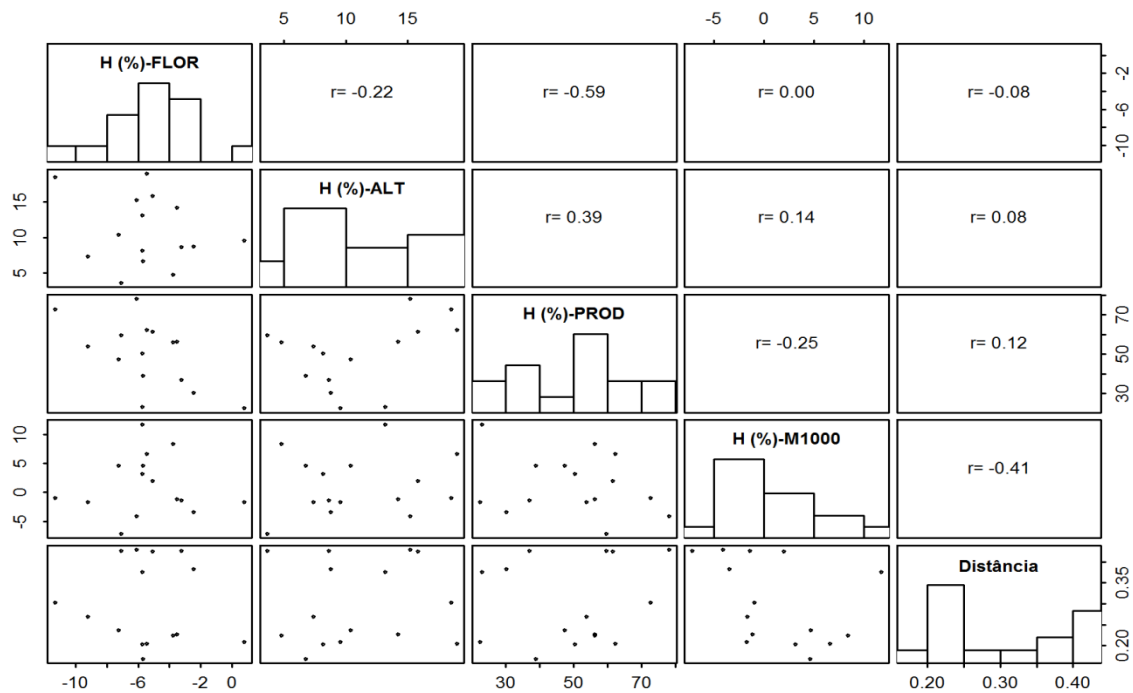 5 10 15 -5 0 5 10
H (%)-FLOR r= -0.22 r= -0.59 r= 0.00 r= -0.08 -10 -6 -2
5 10 15 H (%)-ALT r= 0.39 r= 0.14 r= 0.08
H (%)-PROD r= -0.25 r= 0.12 30 50 70
-5 0 5 10 H (%)-M1000 r= -0.41
Distância 0.20 0.35
-10 -6 -2 0 30 50 70 0.20 0.30 0.40